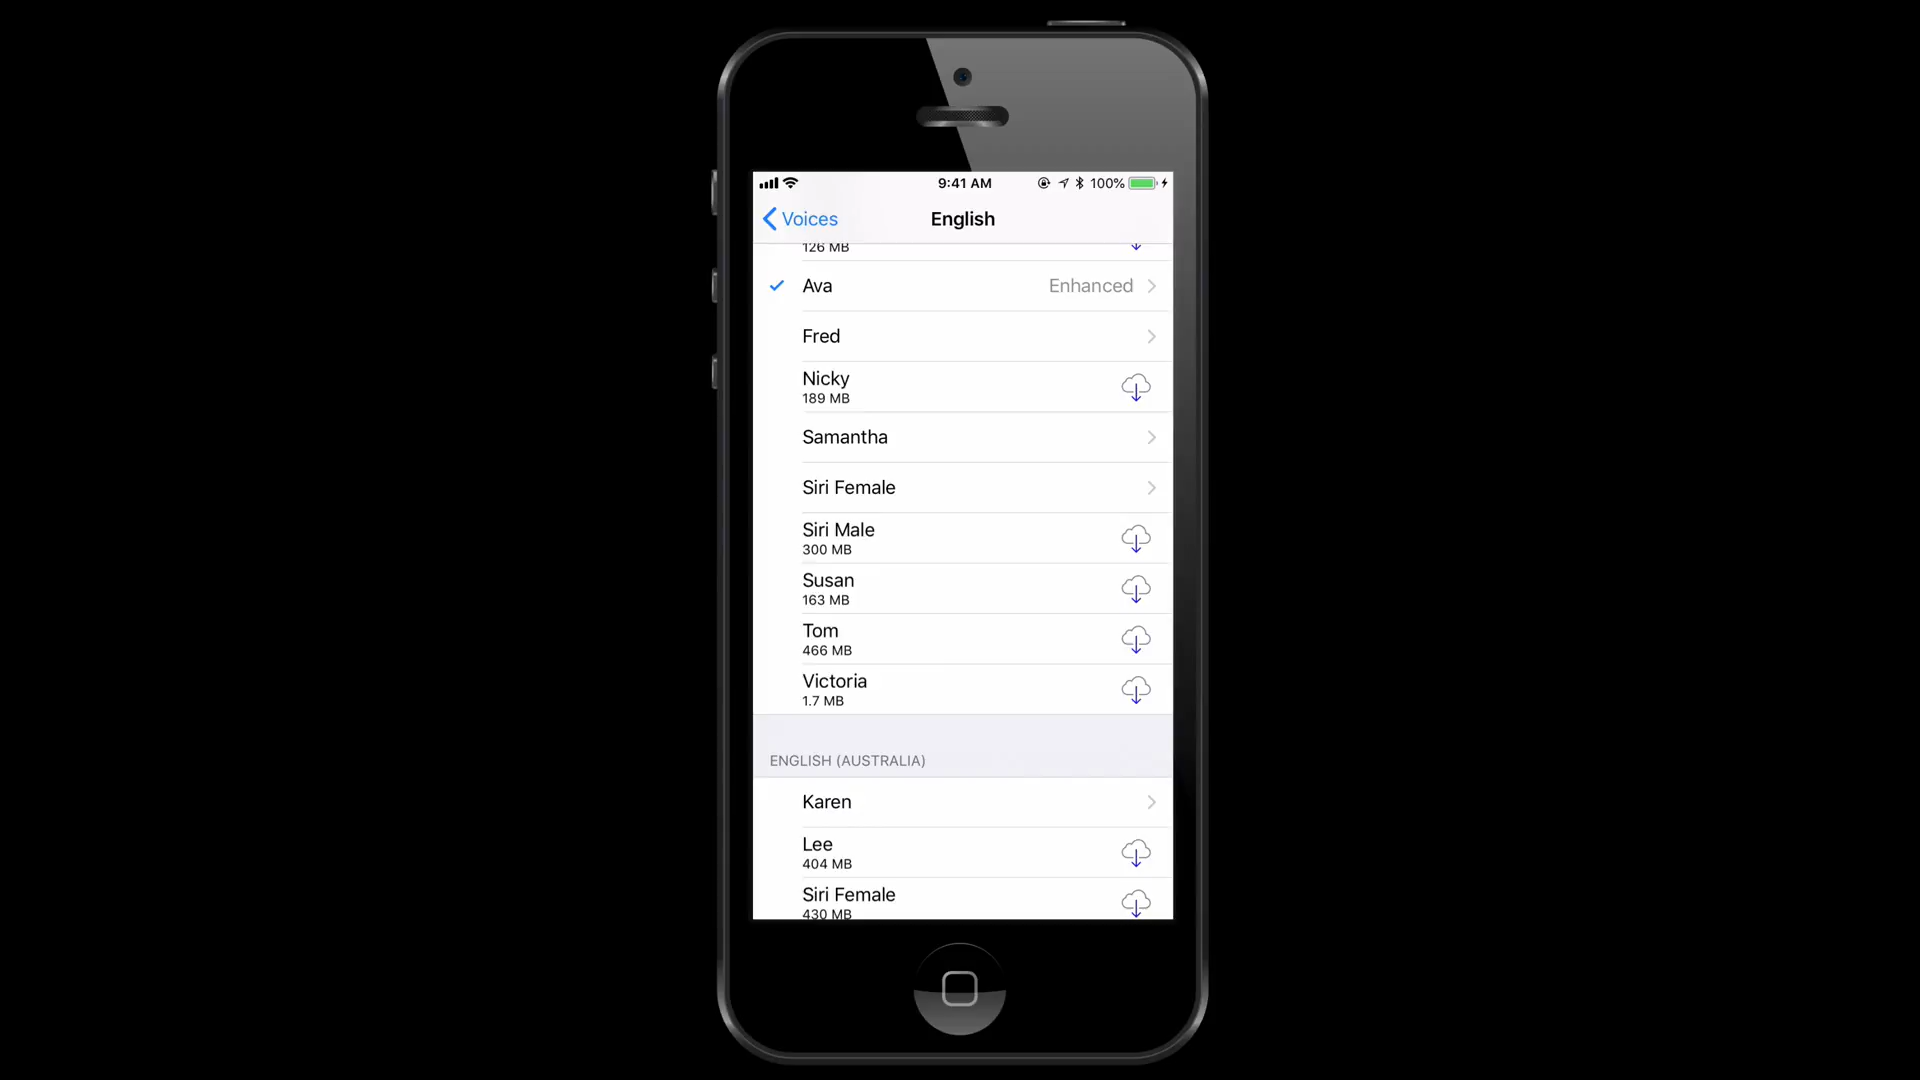 9:41 AM 100%
Voices English
126 MB
Ava Enhanced
Fred
Nicky
189 MB
Samantha
Siri Female
Siri Male
300 MB
Susan
163 MB
Tom
466 MB
Victoria
1.7 MB
ENGLISH (AUSTRALIA)
Karen
Lee
404 MB
Siri Female
430 MB